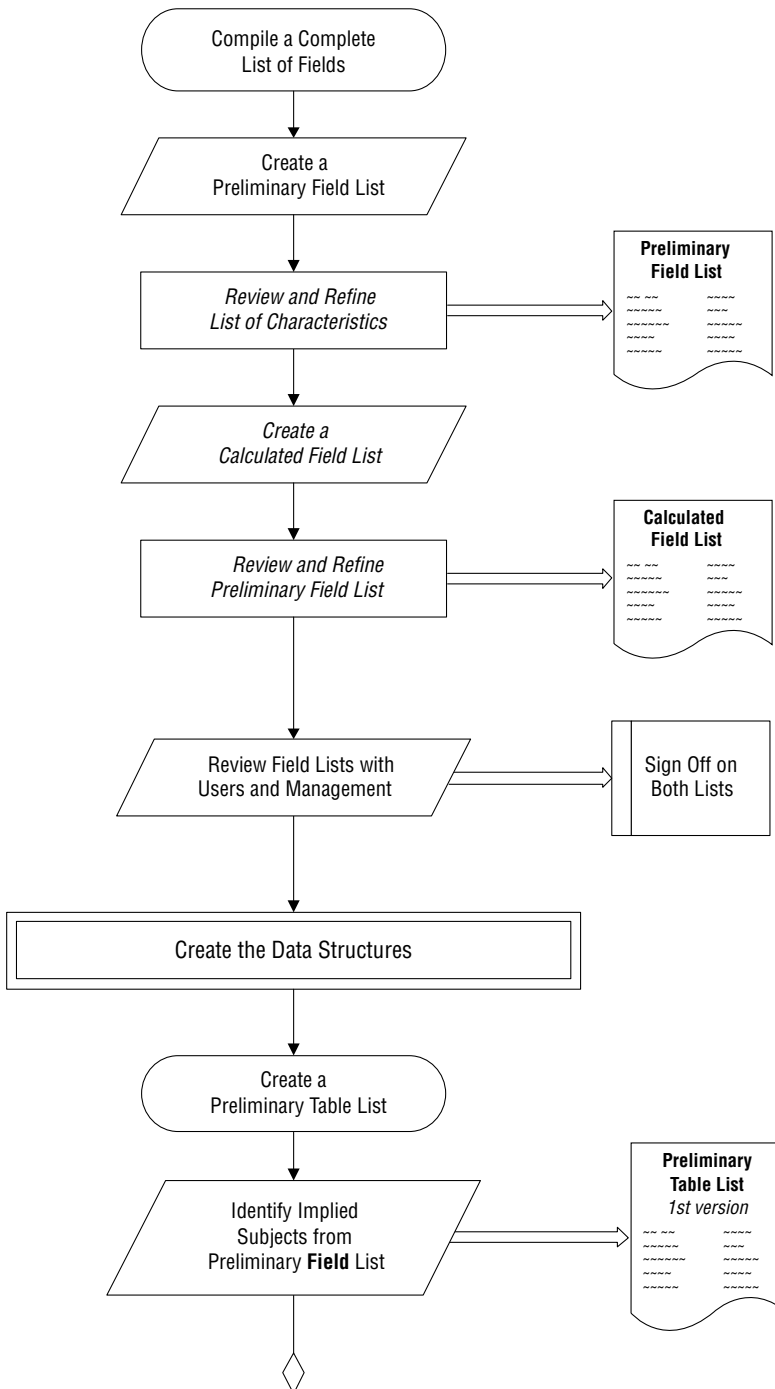 Compile a Complete
List of Fields
Create a
Preliminary Field List
Review and Refine
List of Characteristics
Preliminary
Field List
~~ ~~ ~~~~
~~~~~ ~~~
~~~~~~ ~~~~~
~~~~ ~~~~
~~~~~ ~~~~~
Create a
Calculated Field List
Review and Refine
Preliminary Field List
Calculated
Field List
~~ ~~ ~~~~
~~~~~ ~~~
~~~~~~ ~~~~~
~~~~ ~~~~
~~~~~ ~~~~~
Review Field Lists with
Users and Management
Sign Off on
Both Lists
Create the Data Structures
Create a
Preliminary Table List
Identify Implied
Subjects from
Preliminary Field List
Preliminary
Table List
1st version
~~ ~~ ~~~~
~~~~~ ~~~
~~~~~~ ~~~~~
~~~~ ~~~~
~~~~~ ~~~~~